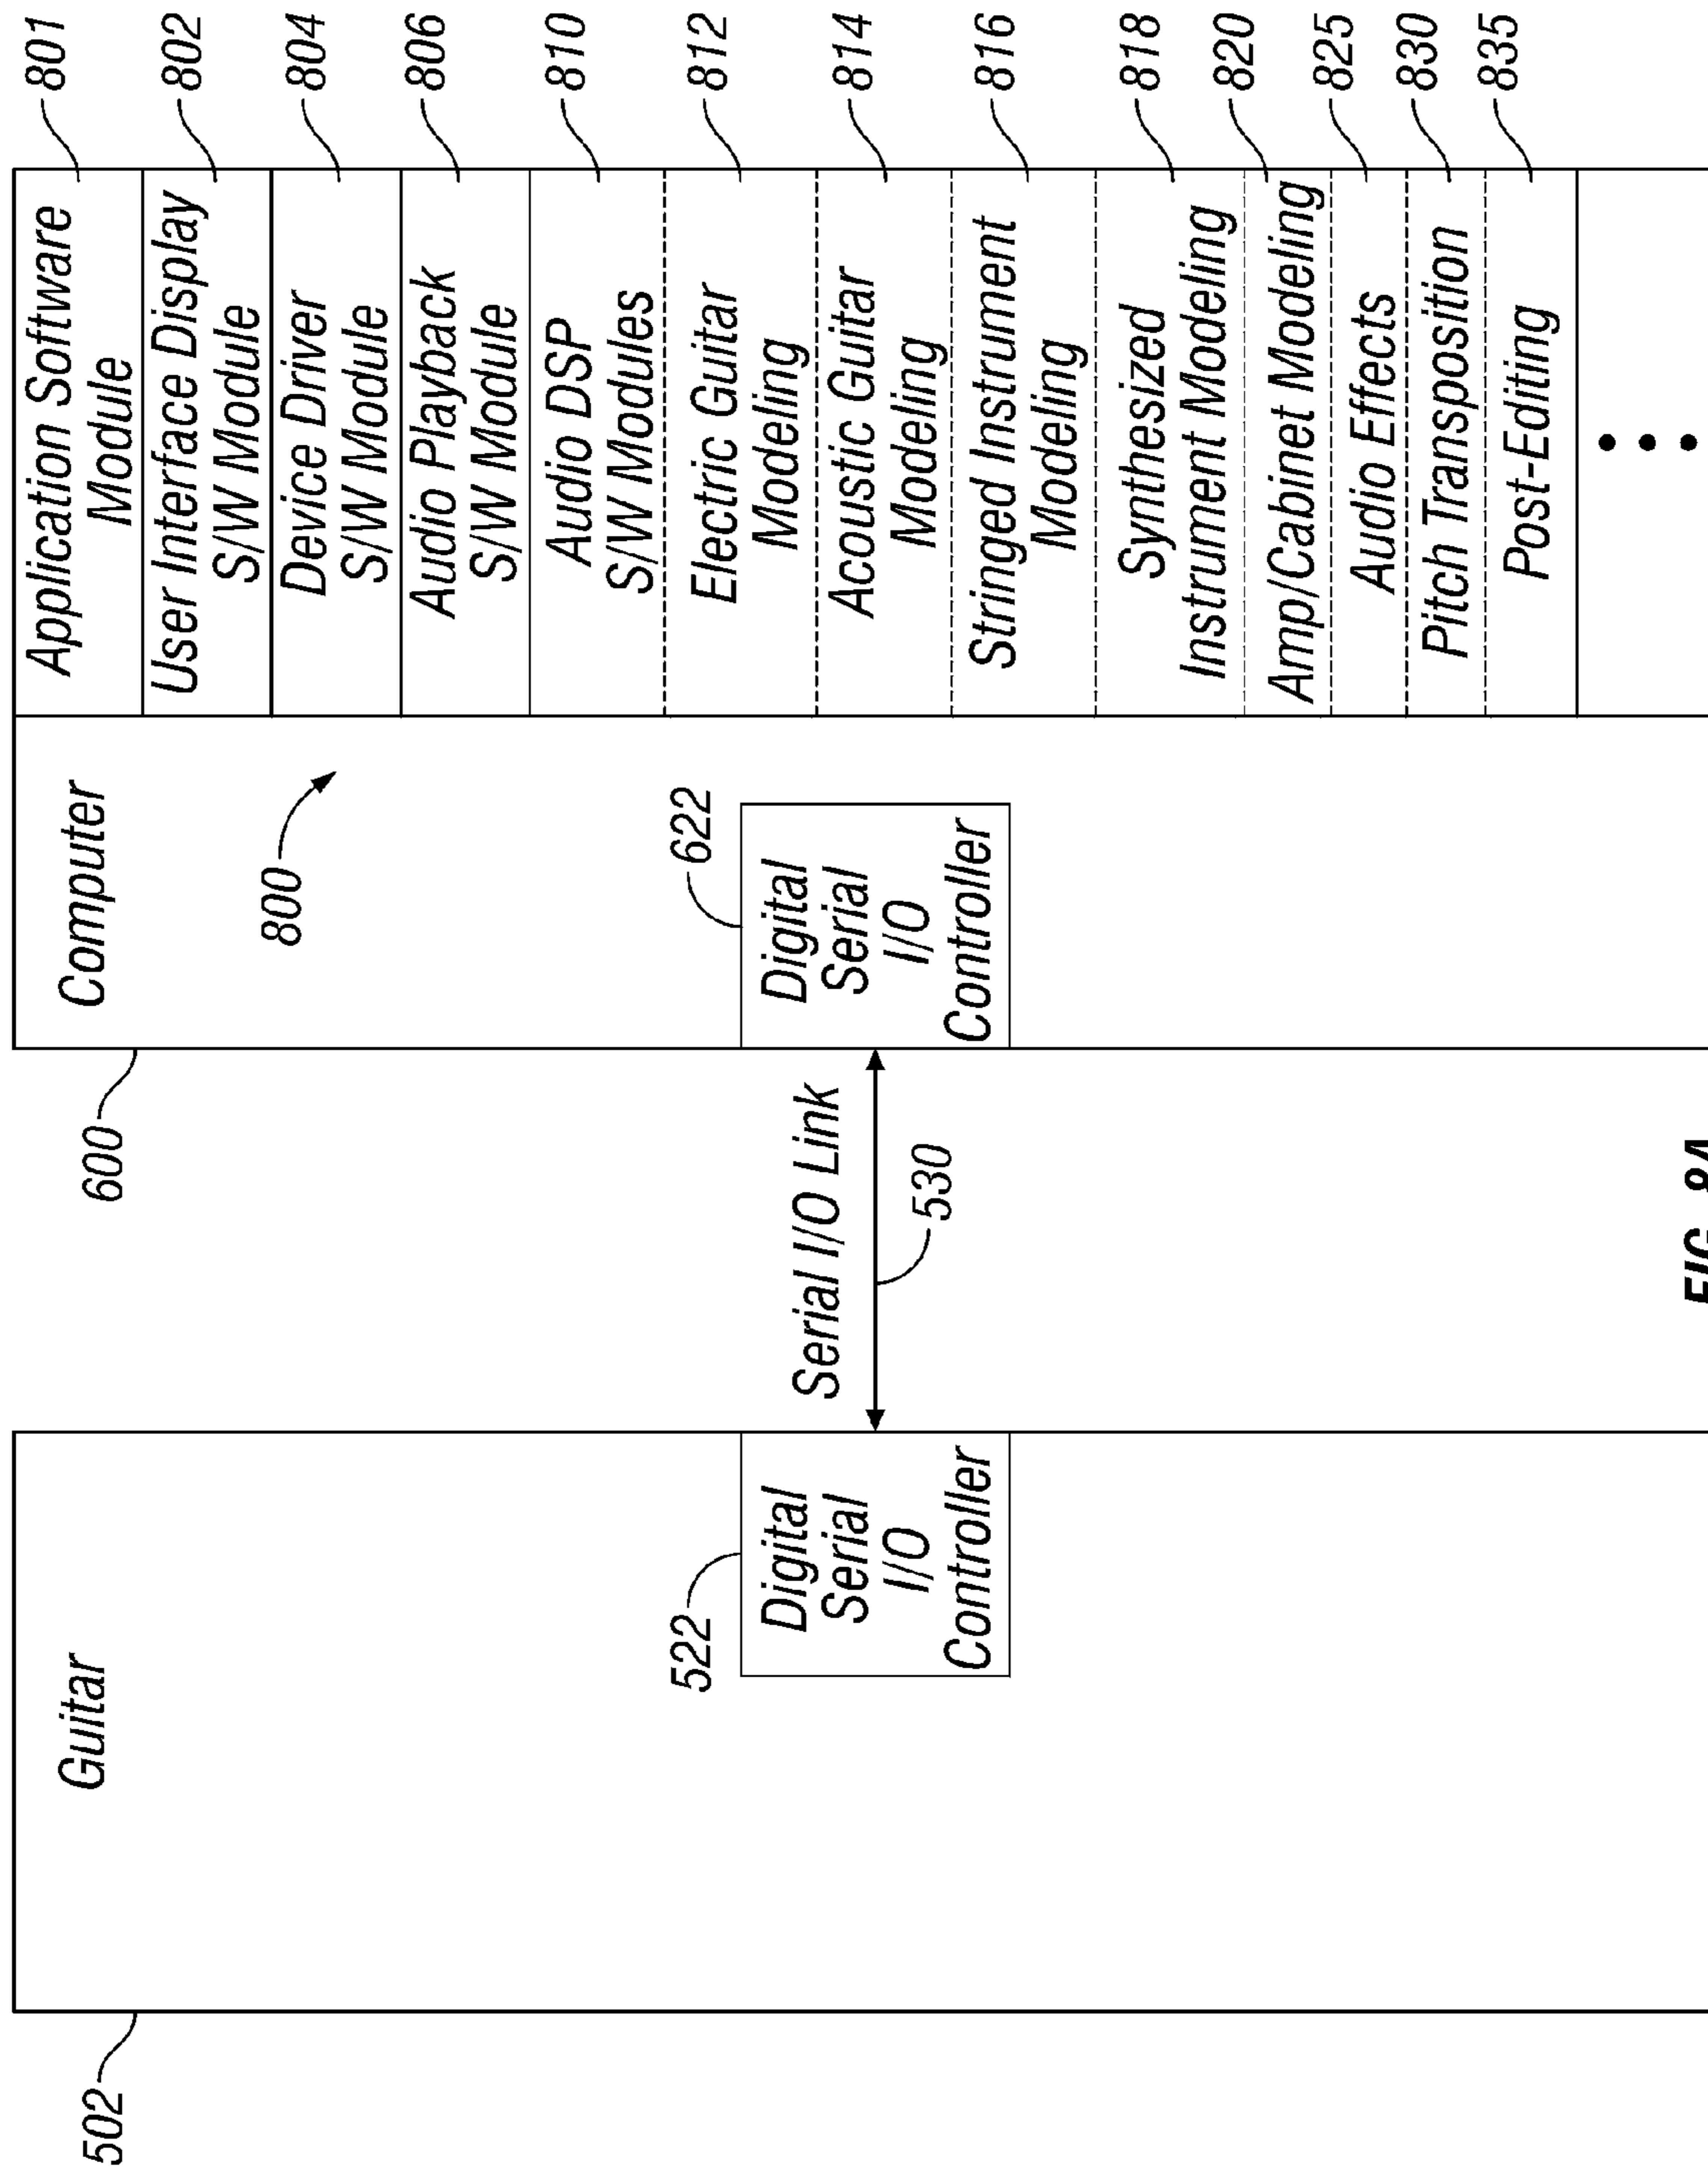 502
Guitar
522
Digital
Serial
I/O
Controller
Serial I/O Link
530
600
Computer
800
622
Digital
Serial
I/O
Controller
Application Software
Module
801
User Interface Display
S/W Module
802
Device Driver
S/W Module
804
Audio Playback
S/W Module
806
Audio DSP
S/W Modules
810
Electric Guitar
Modeling
812
Acoustic Guitar
Modeling
814
Stringed Instrument
Modeling
816
Synthesized
Instrument Modeling
818
Amp/Cabinet Modeling
820
Audio Effects
825
Pitch Transposition
830
Post-Editing
835
FIG. 8A